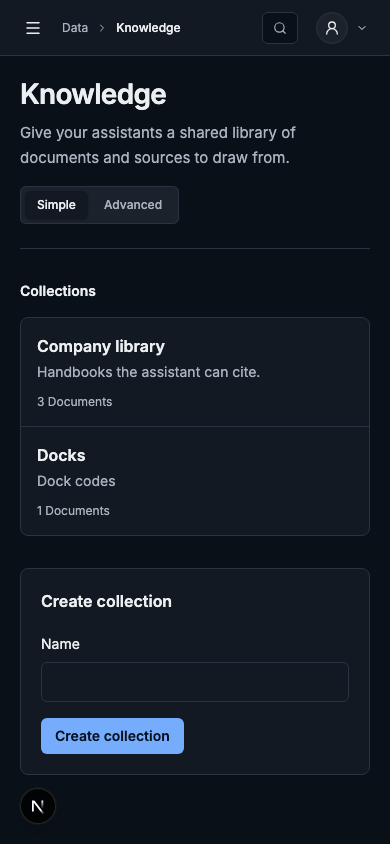 Data > Knowledge
Knowledge
Give your assistants a shared library of
documents and sources to draw from.
Simple Advanced
Collections
Company library
Handbooks the assistant can cite.
3 Documents
Docks
Dock codes
1 Documents
Create collection
Name
Create collection
N